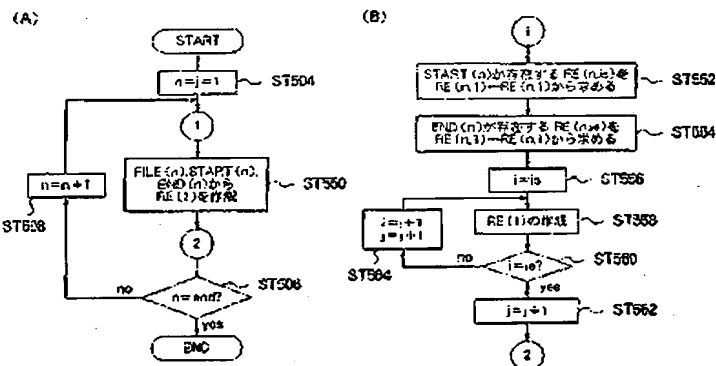 (A)
START
n=j=1
ST504
1
FILE(n),START(n),
END(n)から
RE(j)を作成
ST550
n=n+1
ST508
2
n=end?
ST506
no
yes
END
(B)
1
START(n)が存在するRE(n,is)を
RE(n,1)~RE(n,i)から求める
ST552
END(n)が存在するRE(n,ie)を
RE(n,1)~RE(n,i)から求める
ST554
i=is
ST556
i=i+1
j=j+1
ST564
RE(j)の作成
ST558
i=ie?
ST560
no
yes
j=j+1
ST562
2